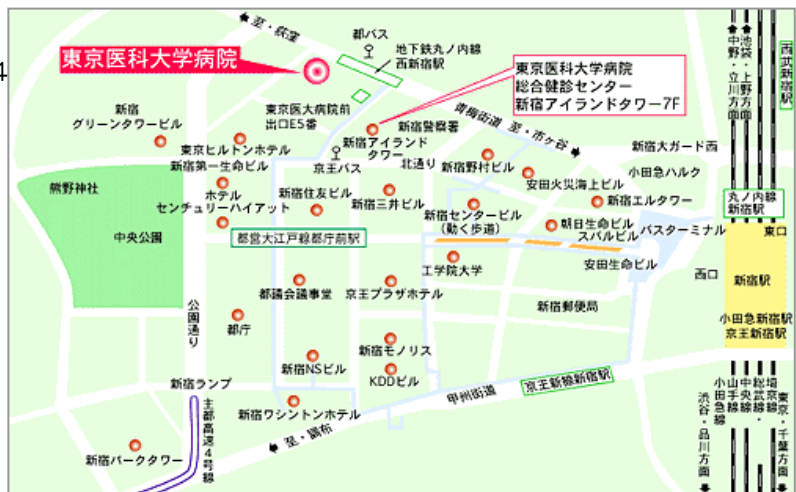 至・荻窪
都バス
地下鉄丸ノ内線
西新宿駅
東京医科大学病院
4
東京医科大学病院
総合健診センター
新宿アイランドタワー7F
中野・立川方面
池袋・上野方面
西武新宿駅
新宿
グリーンタワービル
東京医大病院前
出口E5番
青梅街道 至・市ヶ谷
新宿警察署
東京ヒルトンホテル
新宿アイランド
タワー
新宿大ガード西
新宿第一生命ビル
京王バス
北通り
新宿野村ビル
小田急ハルク
安田火災海上ビル
熊野神社
ホテル
センチュリーハイアット
新宿住友ビル
新宿三井ビル
新宿エルタワー
丸ノ内線
新宿駅
新宿センタービル
(動く歩道)
朝日生命ビル
スバルビル
バスターミナル
東口
中央公園
都営大江戸線都庁前駅
工学院大学
安田生命ビル
西口
新宿駅
都議会議事堂
京王プラザホテル
新宿郵便局
公園通り
都庁
小田急新宿駅
京王新宿駅
新宿モノリス
新宿NSビル
KDDビル
新宿ランプ
甲州街道
京王新線新宿駅
小田急線
山手線
中央線
総武線・
埼京線
主都高速4号線
新宿ワシントンホテル
渋谷・品川方面
東京・千葉方面
至・調布
新宿パークタワー